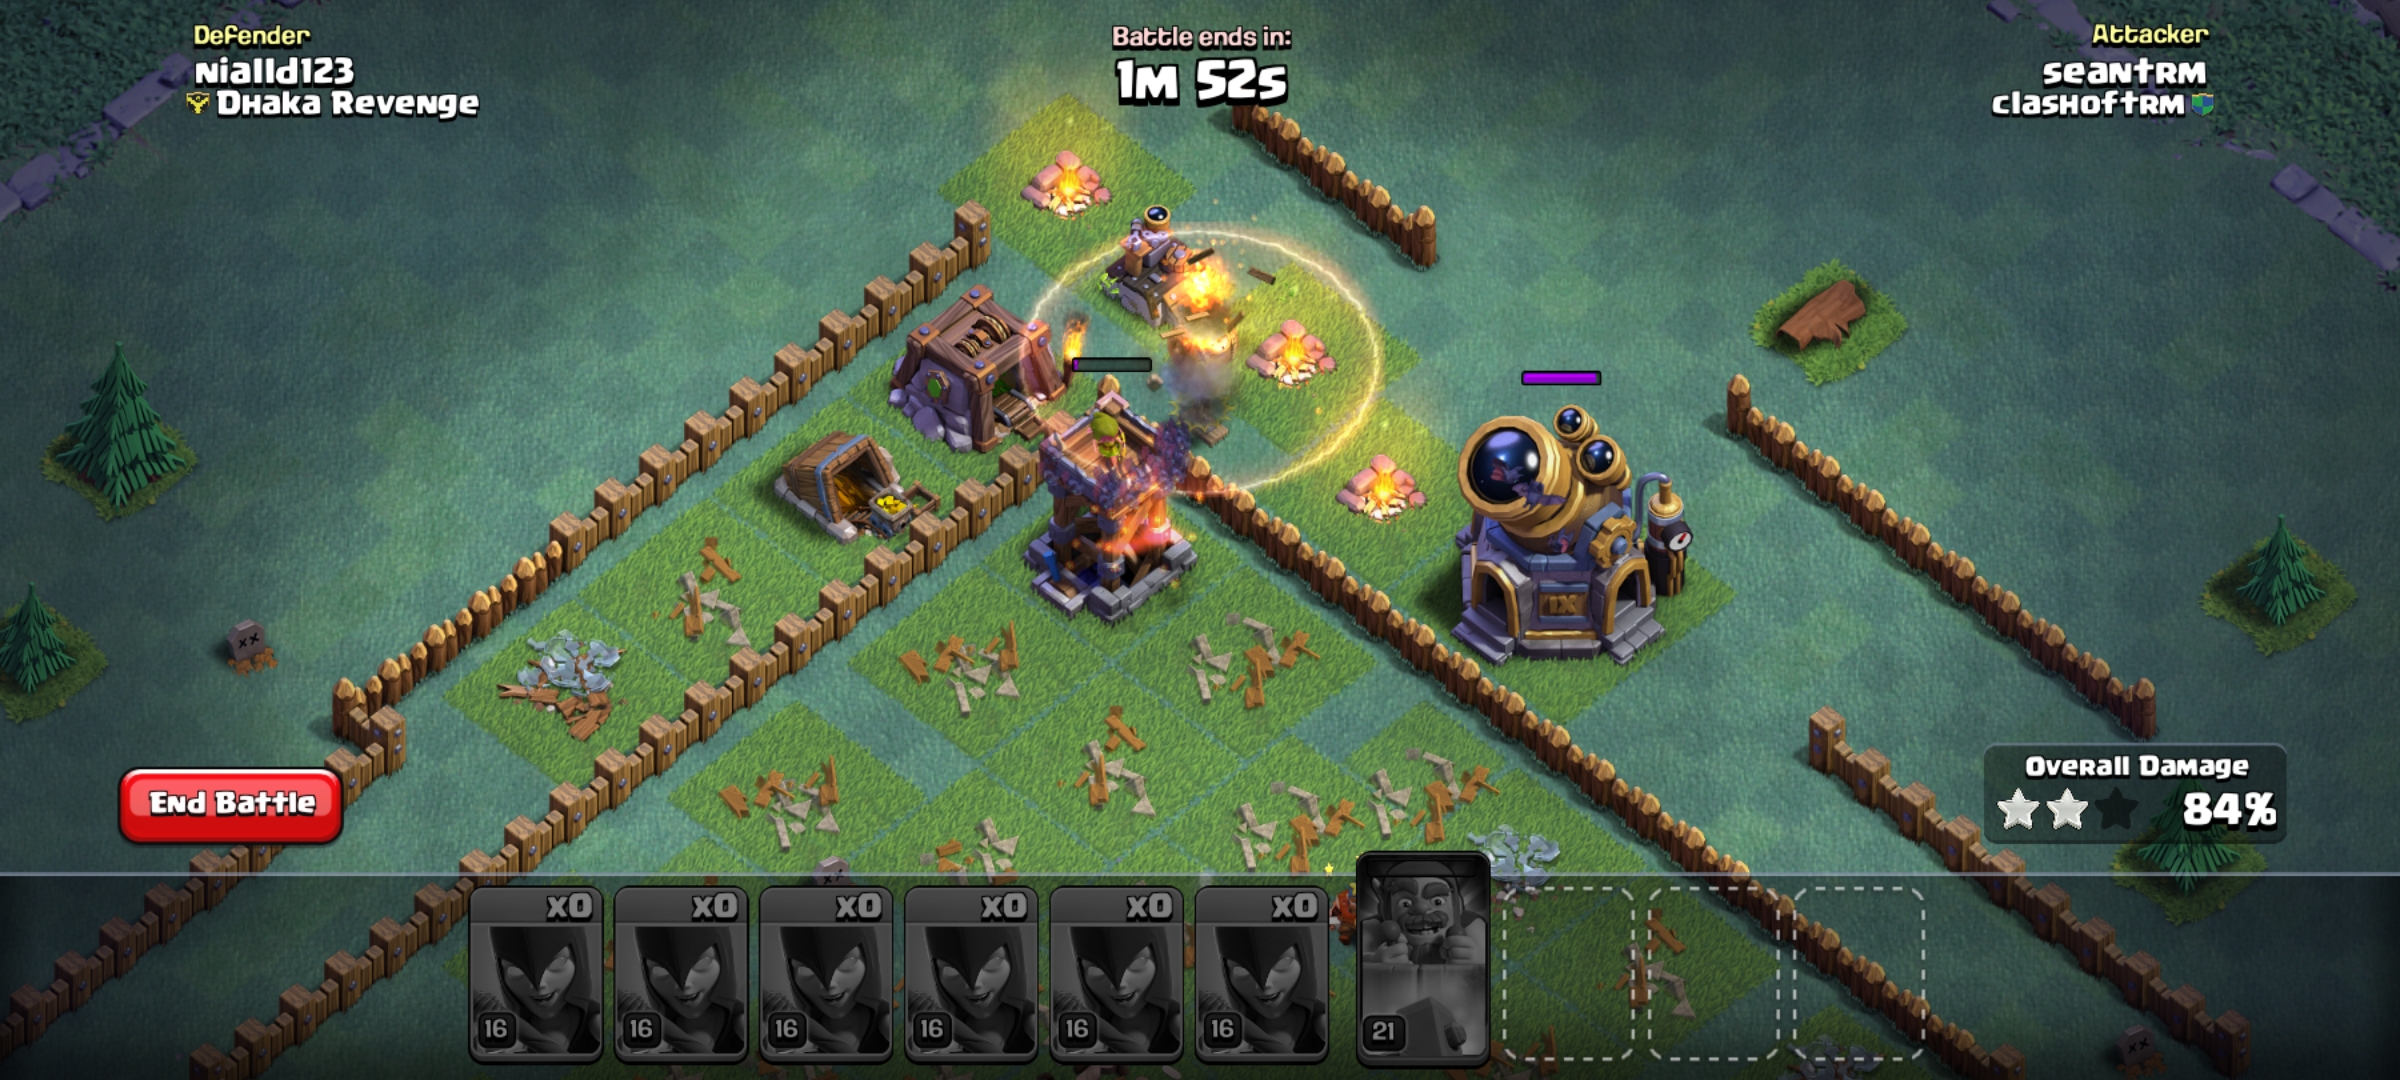 Defender
nialld123
Dhaka Revenge
Battle ends in:
1m 52s
Attacker
seantrm
clashoftrm
IX
End Battle
Overall Damage
84%
x0 x0 x0 x0 x0 x0
16 16 16 16 16 16 21